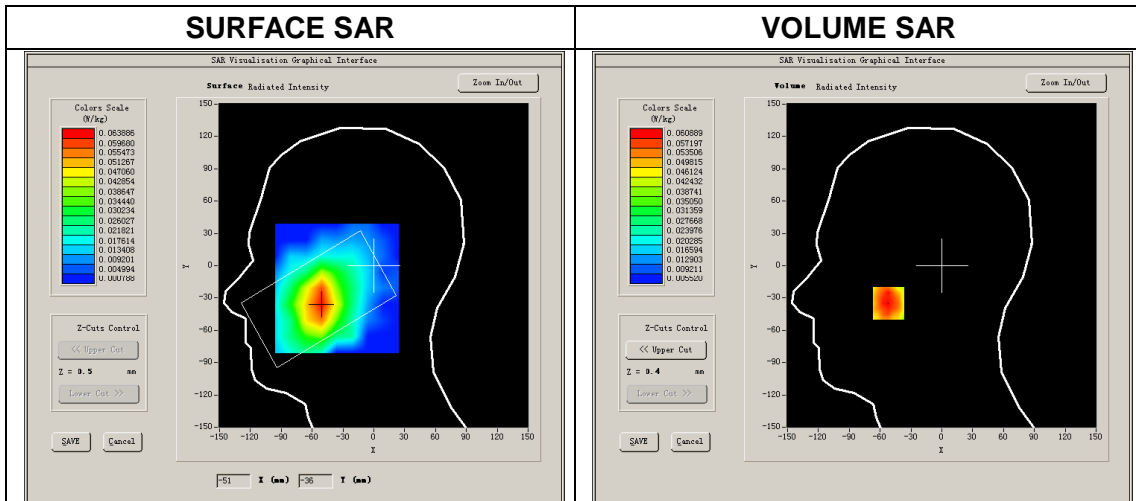 SURFACE SAR
SAR Visualisation Graphical Interface
Surface Radiated Intensity
Zoom In/Out
Colors Scale
(W/kg)
0.063886
0.059680
0.055473
0.051267
0.047060
0.042854
0.038647
0.034440
0.030234
0.026027
0.021821
0.017614
0.013408
0.009201
0.004994
0.000788
Z-Cuts Control
<< Upper Cut
Z = 0.5 mm
Lower Cut >>
SAVE Cancel
150
120
90
60
30
0
-30
-60
-90
-120
-150
Y
-150 -120 -90 -60 -30 0 30 60 90 120 150
X
-51 X (mm) -36 Y (mm)
VOLUME SAR
SAR Visualisation Graphical Interface
Volume Radiated Intensity
Zoom In/Out
Colors Scale
(W/kg)
0.060889
0.057197
0.053506
0.049815
0.046124
0.042432
0.038741
0.035050
0.031359
0.027668
0.023976
0.020285
0.016594
0.012903
0.009211
0.005520
Z-Cuts Control
<< Upper Cut
Z = 0.4 mm
Lower Cut >>
SAVE Cancel
150
120
90
60
30
0
-30
-60
-90
-120
-150
Y
-150 -120 -90 -60 -30 0 30 60 90 120 150
X